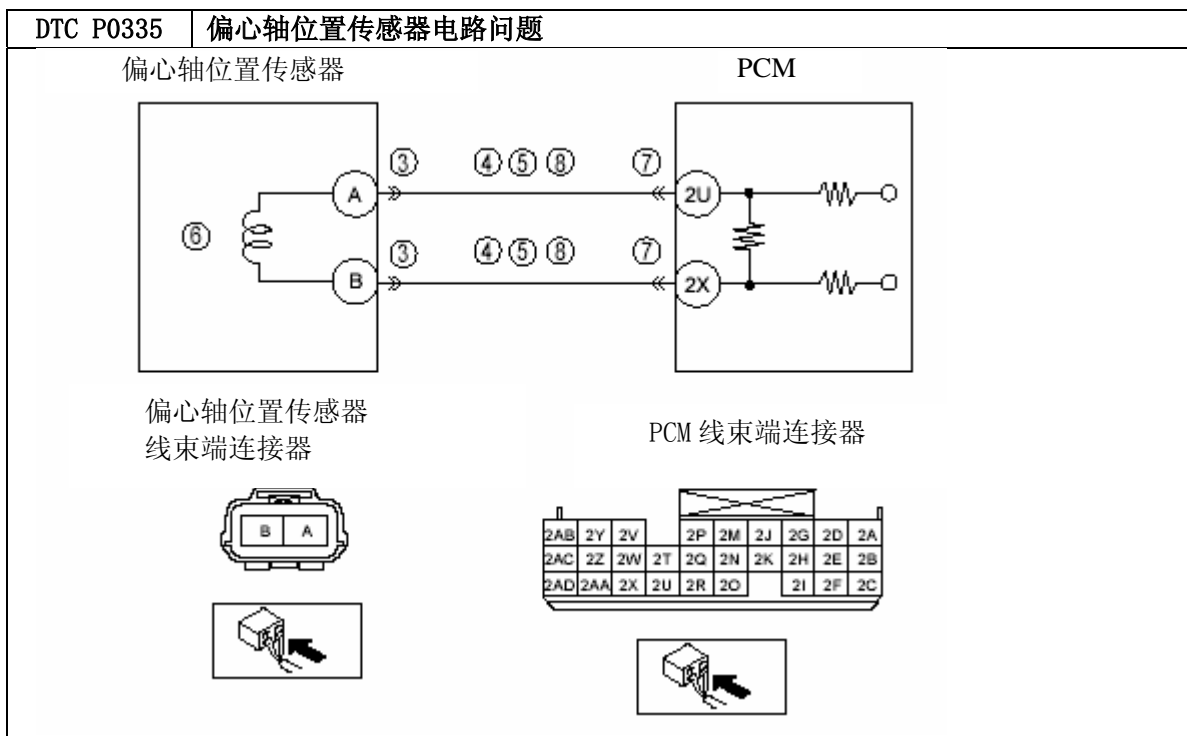 DTC P0335 偏心轴位置传感器电路问题
偏心轴位置传感器 PCM
③ ④⑤⑧ ⑦
A 2U
⑥
③ ④⑤⑧ ⑦
B 2X
偏心轴位置传感器
线束端连接器
PCM 线束端连接器
B A
2AB 2Y 2V 2P 2M 2J 2G 2D 2A
2AC 2Z 2W 2T 2Q 2N 2K 2H 2E 2B
2AD 2AA 2X 2U 2R 2O 2I 2F 2C